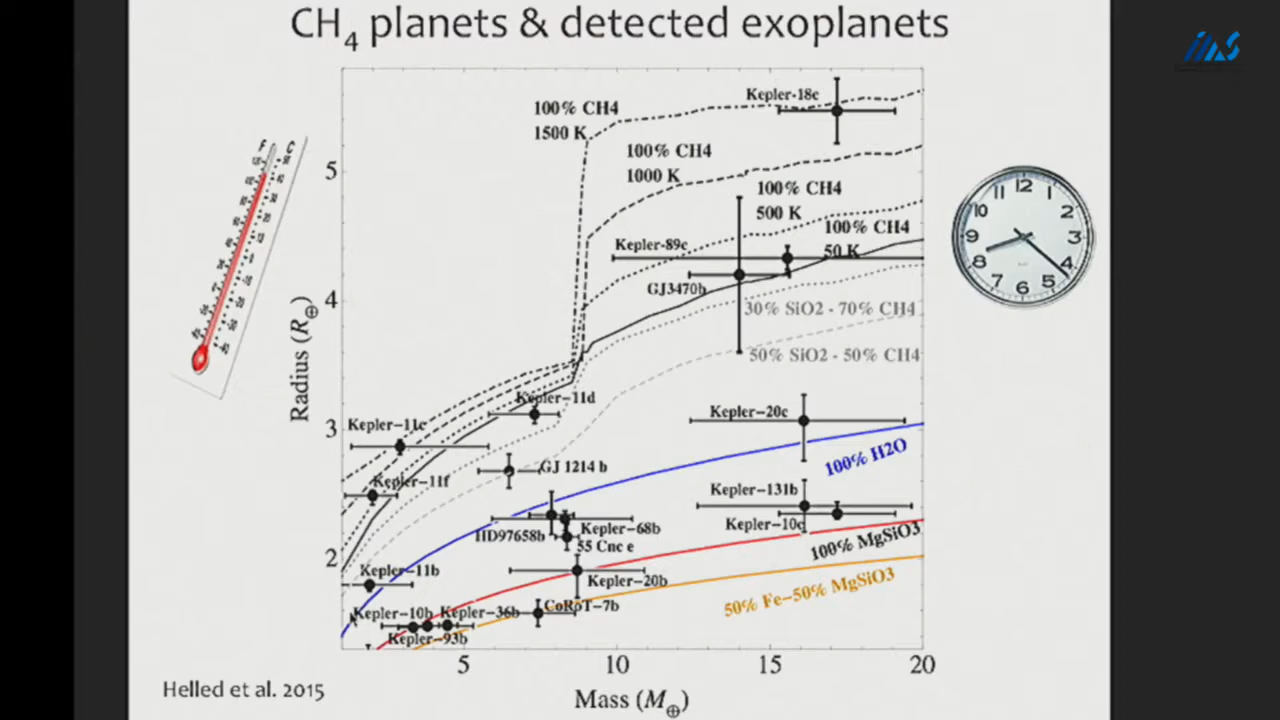 CH4 planets & detected exoplanets
IIAS
100% CH4
1500 K
Kepler-18c
100% CH4
1000 K
100% CH4
500 K
100% CH4
50 K
Kepler-89c
GJ3470b
30% SiO2 - 70% CH4
50% SiO2 - 50% CH4
Kepler-11d
Kepler-11c
Kepler-20c
100% H2O
GJ 1214 b
Kepler-11f
Kepler-131b
Kepler-10c
HD97658b
Kepler-68b
55 Cnc e
100% MgSiO3
Kepler-11b
Kepler-20b
50% Fe-50% MgSiO3
Kepler-10b
Kepler-36b
CoRoT-7b
Kepler-93b
5
4
3
2
Radius (R⊕)
5 10 15 20
Mass (M⊕)
Helled et al. 2015
F C
12
11 1
10 2
9 3
8 4
7 5
6